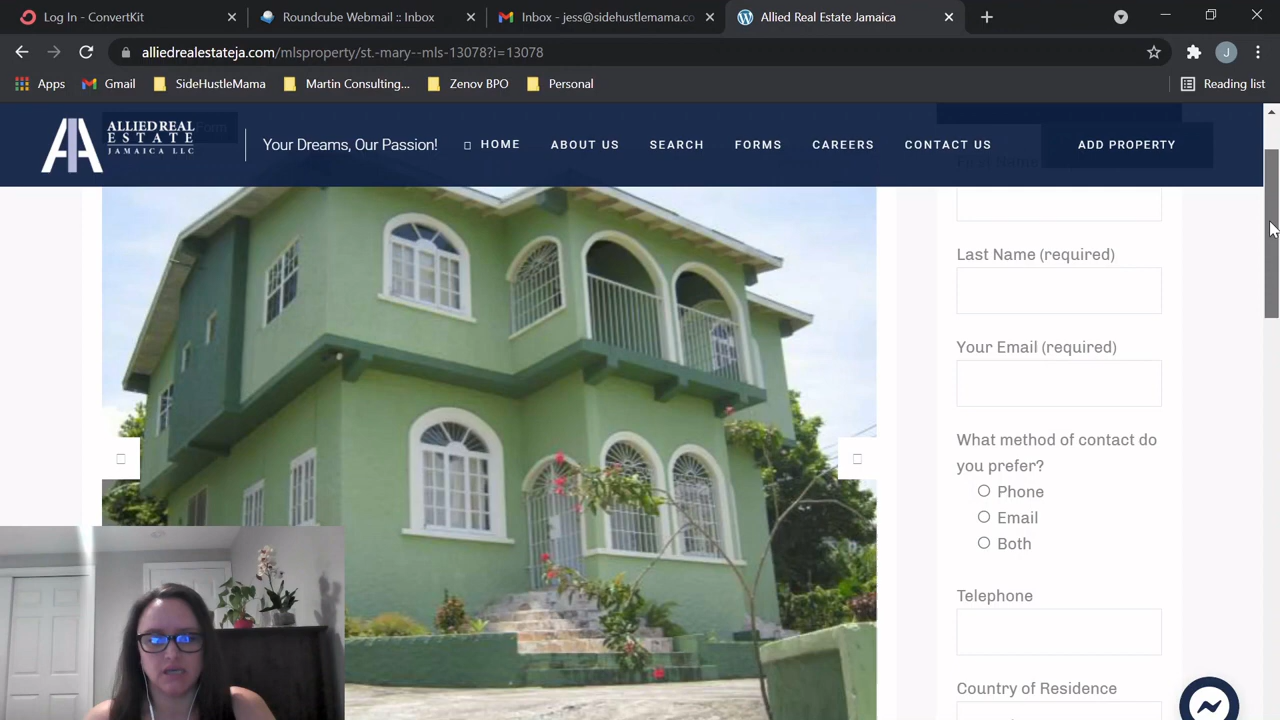 Log In - ConvertKit
Roundcube Webmail :: Inbox
Inbox - jess@sidehustlemama.co
Allied Real Estate Jamaica
alliedrealestateja.com/mlsproperty/st.-mary--mls-13078?i=13078
J
Apps
Gmail
SideHustleMama
Martin Consulting...
Zenov BPO
Personal
Reading list
ALLIED REAL
ESTATE
JAMAICA LLC
Your Dreams, Our Passion!
HOME
ABOUT US
SEARCH
FORMS
CAREERS
CONTACT US
ADD PROPERTY
First Name
Last Name (required)
Your Email (required)
What method of contact do
you prefer?
Phone
Email
Both
Telephone
Country of Residence